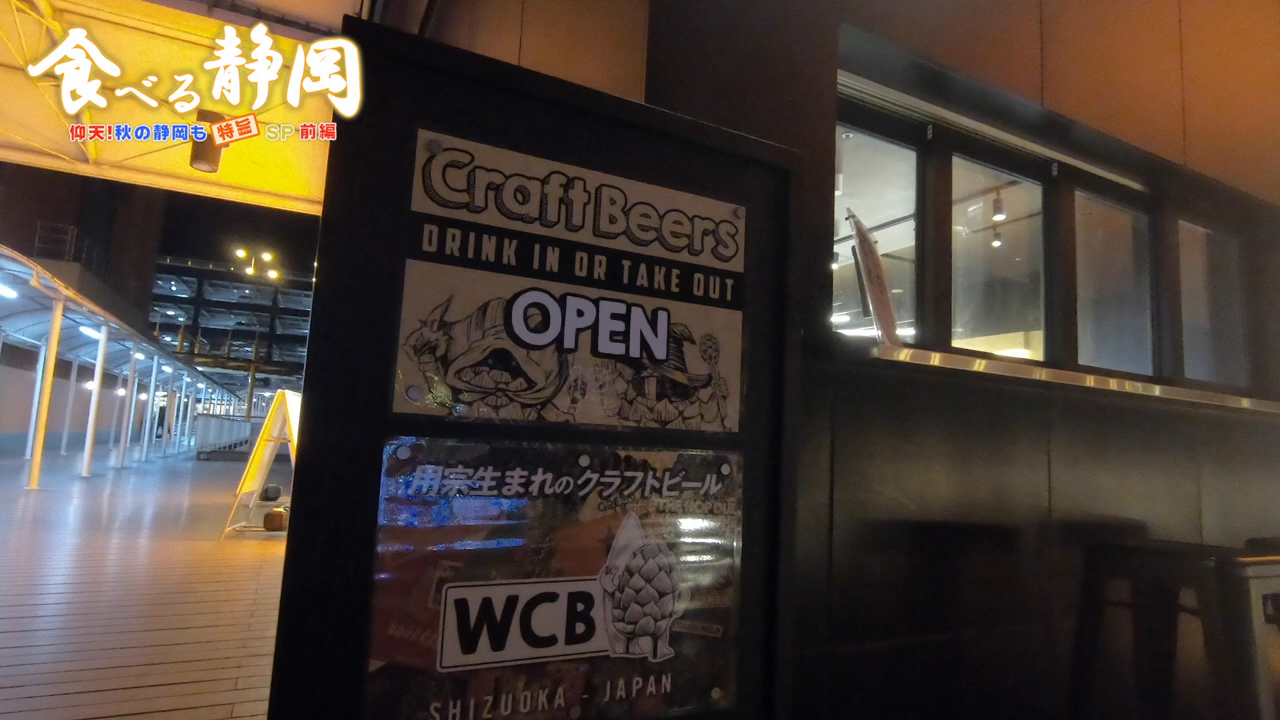 食べる静岡
仰天!秋の静岡も 特旨 SP 前編
Craft Beers
DRINK IN OR TAKE OUT
OPEN
用宗生まれのクラフトビール
WCB
SHIZUOKA - JAPAN